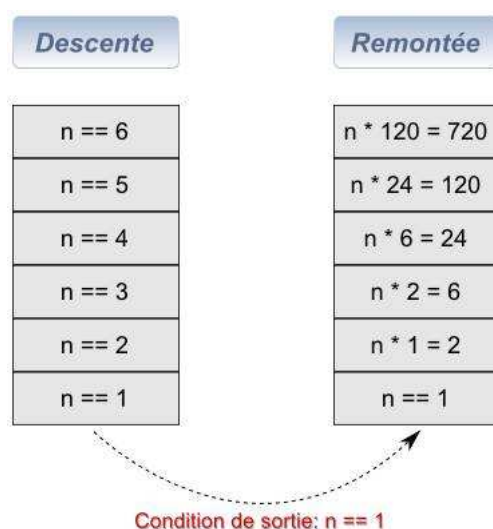 Descente Remontée
n == 6 n * 120 = 720
n == 5 n * 24 = 120
n == 4 n * 6 = 24
n == 3 n * 2 = 6
n == 2 n * 1 = 2
n == 1 n == 1
Condition de sortie: n == 1